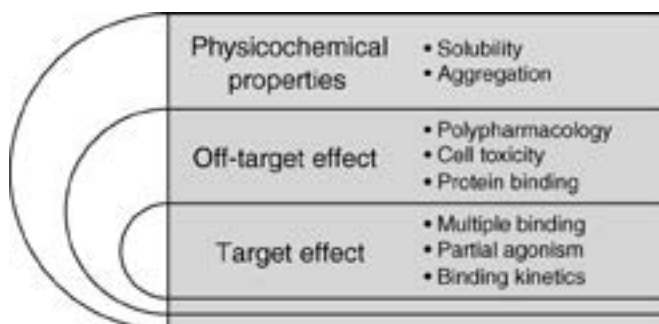 Physicochemical
properties
• Solubility
• Aggregation
Off-target effect
• Polypharmacology
• Cell toxicity
• Protein binding
Target effect
• Multiple binding
• Partial agonism
• Binding kinetics